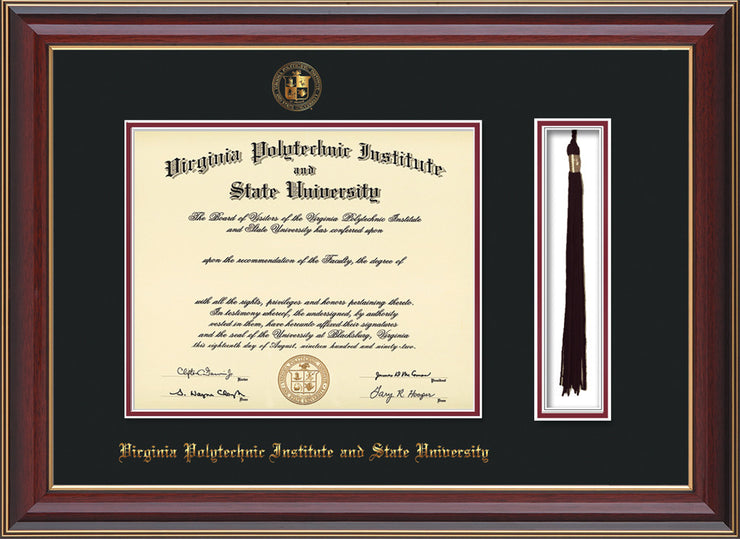 Virginia Polytechnic Institute
and
State University
The Board of Visitors of the Virginia Polytechnic Institute
and State University has conferred upon
upon the recommendation of the Faculty, the degree of
with all the rights, privileges and honors pertaining thereto.
In testimony whereof, the undersigned, by authority
vested in them, have hereunto affixed their signatures
and the seal of the University at Blacksburg, Virginia
this eighteenth day of August, nineteen hundred and ninety-two.
Rector
President
Gary R. Hooper
Virginia Polytechnic Institute and State University